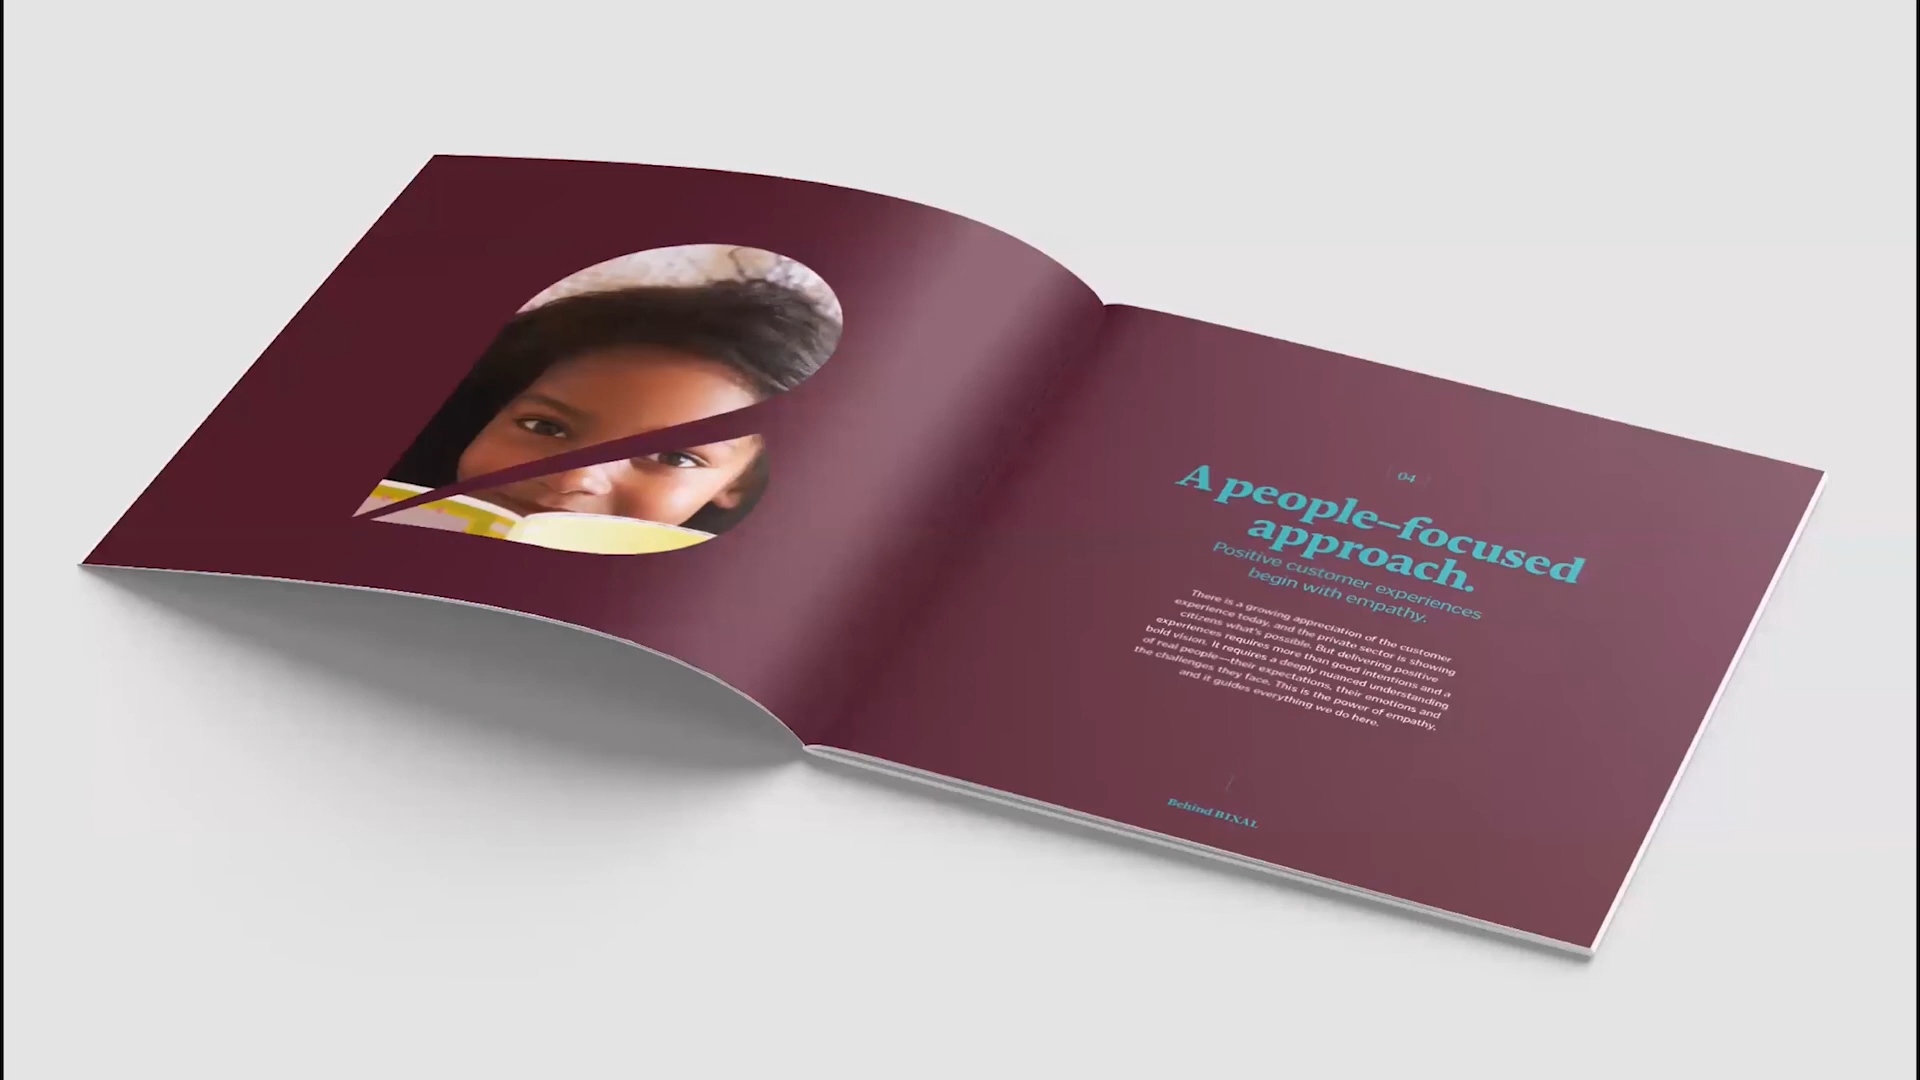 04
A people–focused
approach.
Positive customer experiences
begin with empathy.
There is a growing appreciation of the customer
experience today, and the private sector is showing
citizens what's possible. But delivering positive
experiences requires more than good intentions and a
bold vision. It requires a deeply nuanced understanding
of real people—their expectations, their emotions and
the challenges they face. This is the power of empathy,
and it guides everything we do here.
Behind BIXAL